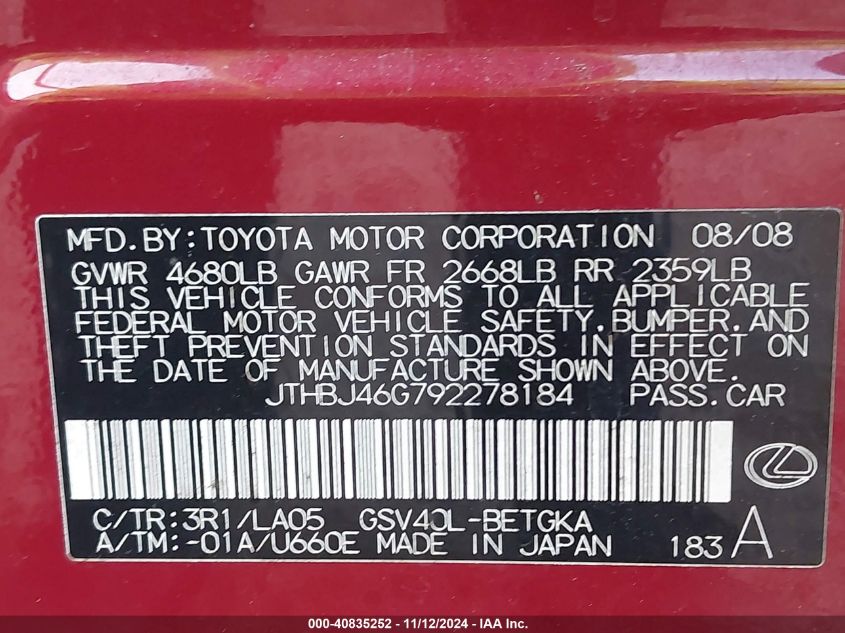 MFD.BY:TOYOTA MOTOR CORPORATION 08/08
GVWR 4680LB GAWR FR 2668LB RR 2359LB
THIS VEHICLE CONFORMS TO ALL APPLICABLE
FEDERAL MOTOR VEHICLE SAFETY,BUMPER,AND
THEFT PREVENTION STANDARDS IN EFFECT ON
THE DATE OF MANUFACTURE SHOWN ABOVE.
JTHBJ46G792278184 PASS.CAR
C/TR:3R1/LA05 GSV40L-BETGKA
A/TM:-01A/U660E MADE IN JAPAN 183 A
000-40835252 - 11/12/2024 - IAA Inc.